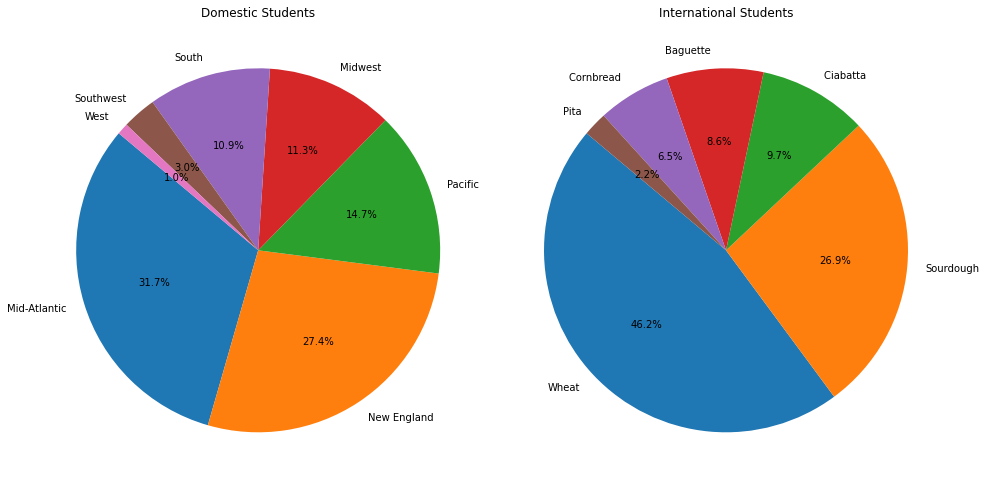 Domestic Students
South
Midwest
Southwest
West
Pacific
Mid-Atlantic
New England
10.9%
11.3%
3.0%
1.0%
14.7%
31.7%
27.4%
International Students
Baguette
Cornbread
Ciabatta
Pita
Sourdough
Wheat
8.6%
6.5%
9.7%
2.2%
26.9%
46.2%